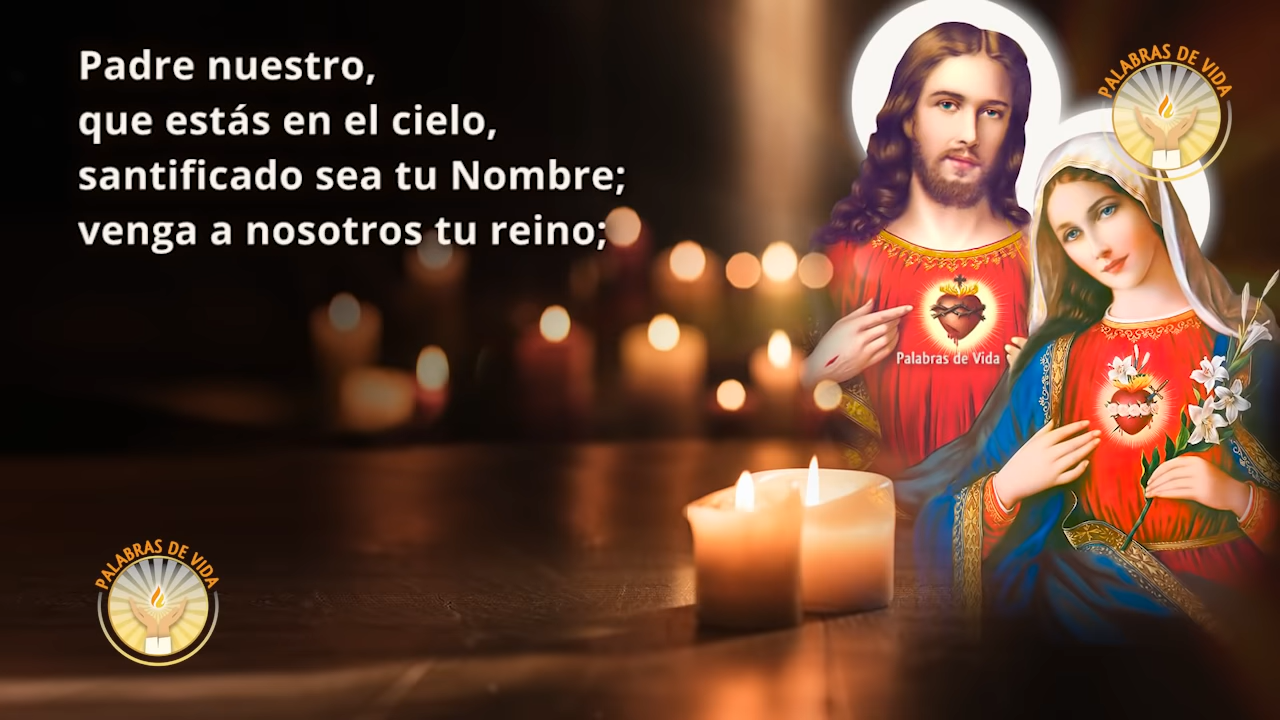 Padre nuestro,
que estás en el cielo,
santificado sea tu Nombre;
venga a nosotros tu reino;
PALABRAS DE VIDA
Palabras de Vida
PALABRAS DE VIDA